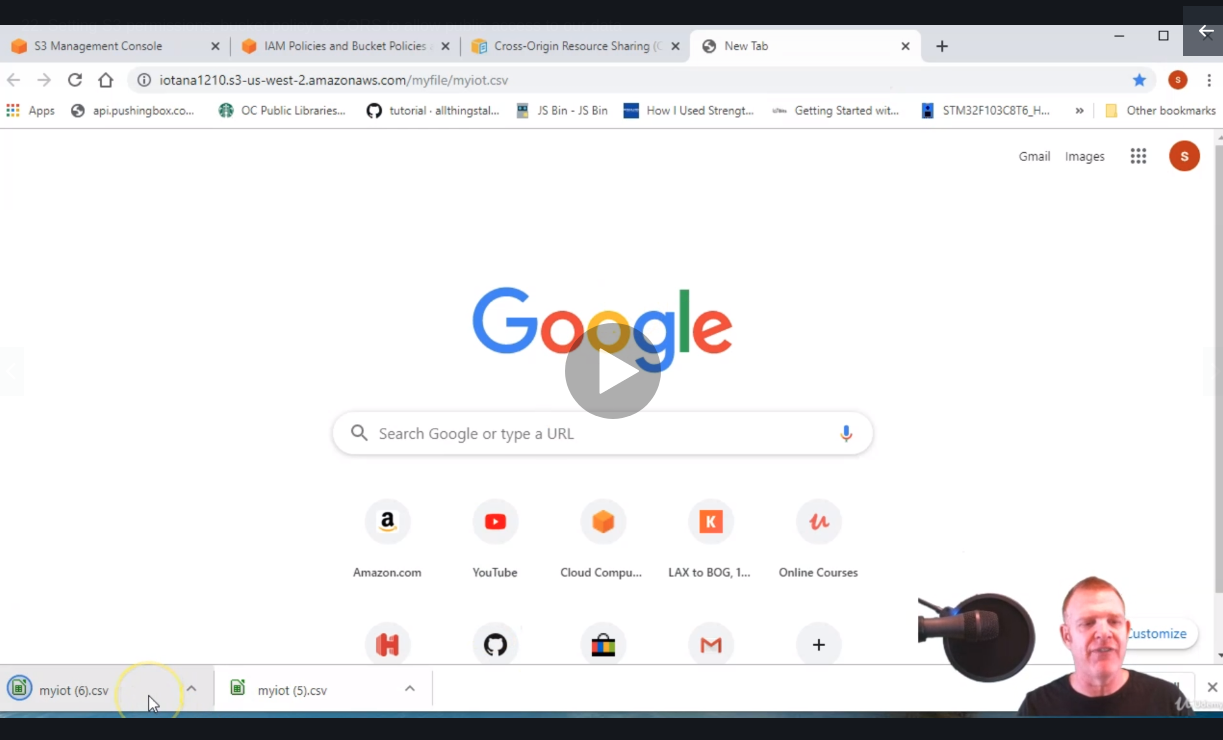 S3 Management Console
IAM Policies and Bucket Policies
Cross-Origin Resource Sharing (C
New Tab
iotana1210.s3-us-west-2.amazonaws.com/myfile/myiot.csv
Apps
api.pushingbox.co...
OC Public Libraries...
tutorial · allthingstal...
JS Bin - JS Bin
How I Used Strengt...
Getting Started wit...
STM32F103C8T6_H...
»
Other bookmarks
Gmail
Images
S
Google
Search Google or type a URL
Amazon.com
YouTube
Cloud Compu...
LAX to BOG, 1...
Online Courses
Customize
myiot (6).csv
myiot (5).csv